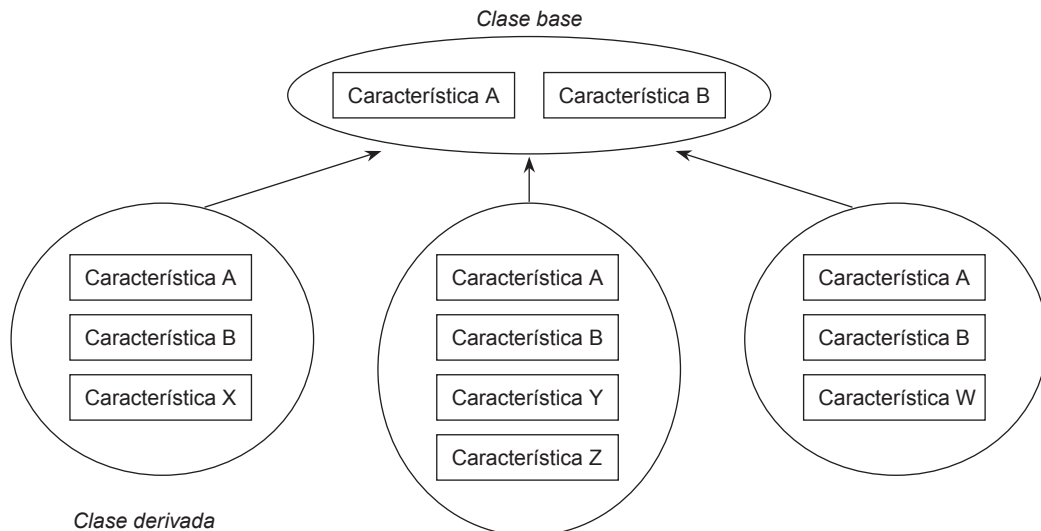 Clase base
Característica A
Característica B
Característica A
Característica B
Característica X
Característica A
Característica B
Característica Y
Característica Z
Característica A
Característica B
Característica W
Clase derivada